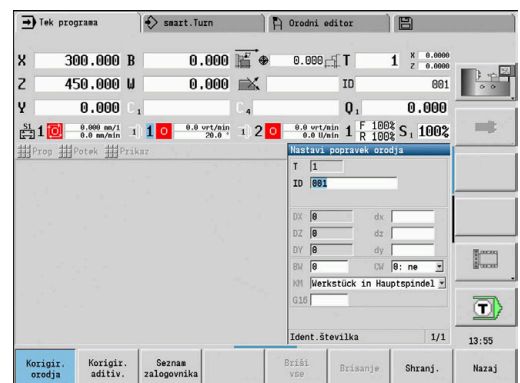 Tek programa smart.Turn Orodni editor
X 300.000 B 0.000 0.000 T 1 X 0.0000 Z 0.0000
Z 450.000 W 0.000 ID 001
Y 0.000 C 1 C 4 Q 1 0.000
S1 1 0.000 mm/1 0.0 mm/min 1 1 0.0 vrt/min 20.0 ° 1 2 0.0 vrt/min 0.0 U/min 1 F 100% R 100% S 1 100%
Prog Potek Prikaz
Nastavi popravek orodja
T 1
ID 001
DX 0 dx
DZ 0 dz
DY 0 dy
BW 0 CW 0: ne
KM Werkstück in Hauptspindel
G16
Ident.številka 1/1
T
13:55
Korigir. orodja Korigir. aditiv. Seznam zalogovnika Briši vse Brisanje Shranj. Nazaj